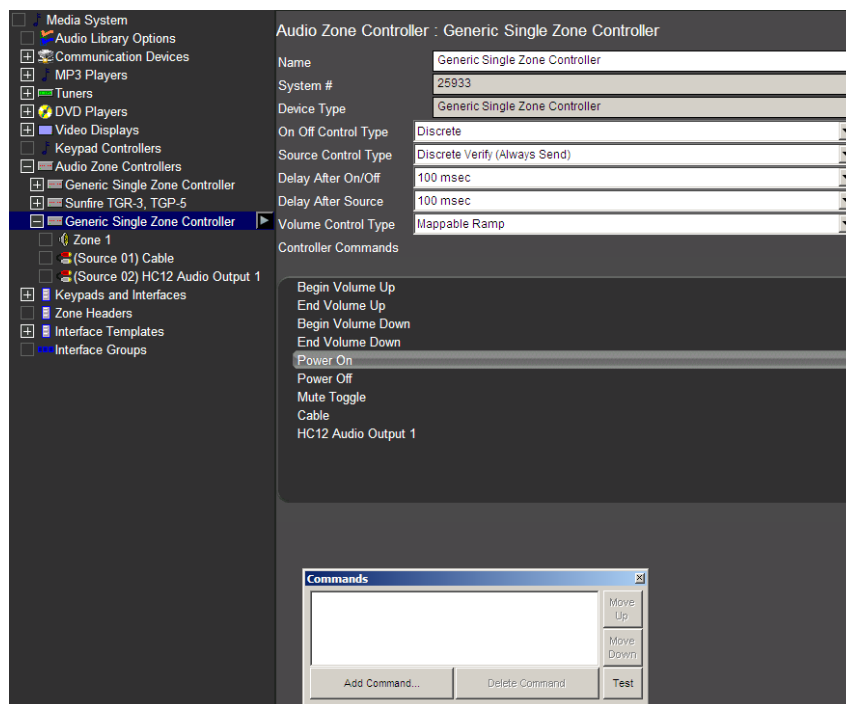 Media System
Audio Library Options
Communication Devices
MP3 Players
Tuners
DVD Players
Video Displays
Keypad Controllers
Audio Zone Controllers
Generic Single Zone Controller
Sunfire TGR-3, TGP-5
Generic Single Zone Controller
Zone 1
(Source 01) Cable
(Source 02) HC12 Audio Output 1
Keypads and Interfaces
Zone Headers
Interface Templates
Interface Groups
Audio Zone Controller : Generic Single Zone Controller
Name Generic Single Zone Controller
System # 25933
Device Type Generic Single Zone Controller
On Off Control Type Discrete
Source Control Type Discrete Verify (Always Send)
Delay After On/Off 100 msec
Delay After Source 100 msec
Volume Control Type Mappable Ramp
Controller Commands
Begin Volume Up
End Volume Up
Begin Volume Down
End Volume Down
Power On
Power Off
Mute Toggle
Cable
HC12 Audio Output 1
Commands
Move
Up
Move
Down
Add Command... Delete Command Test